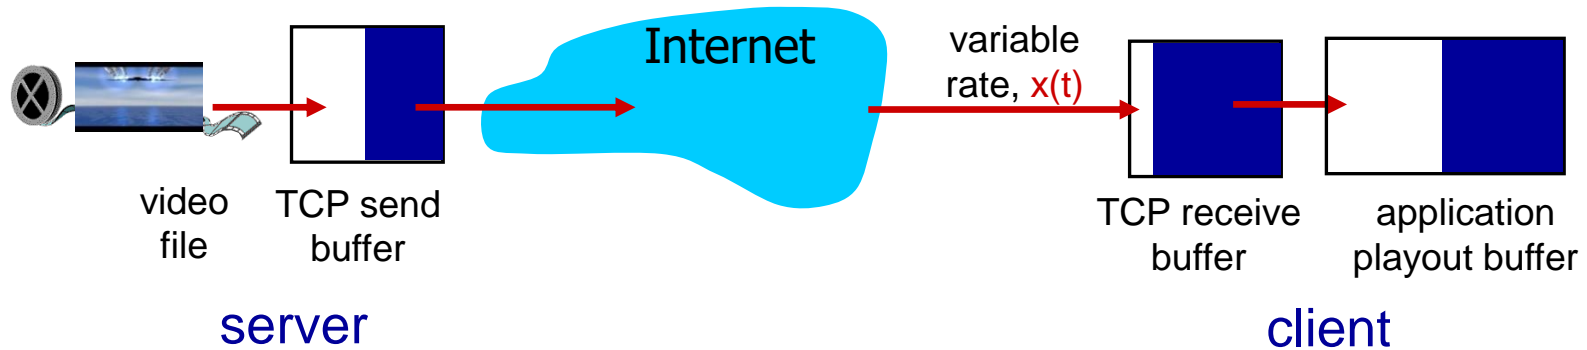 Internet
variable
rate, x(t)
video
file
TCP send
buffer
TCP receive
buffer
application
playout buffer
server
client